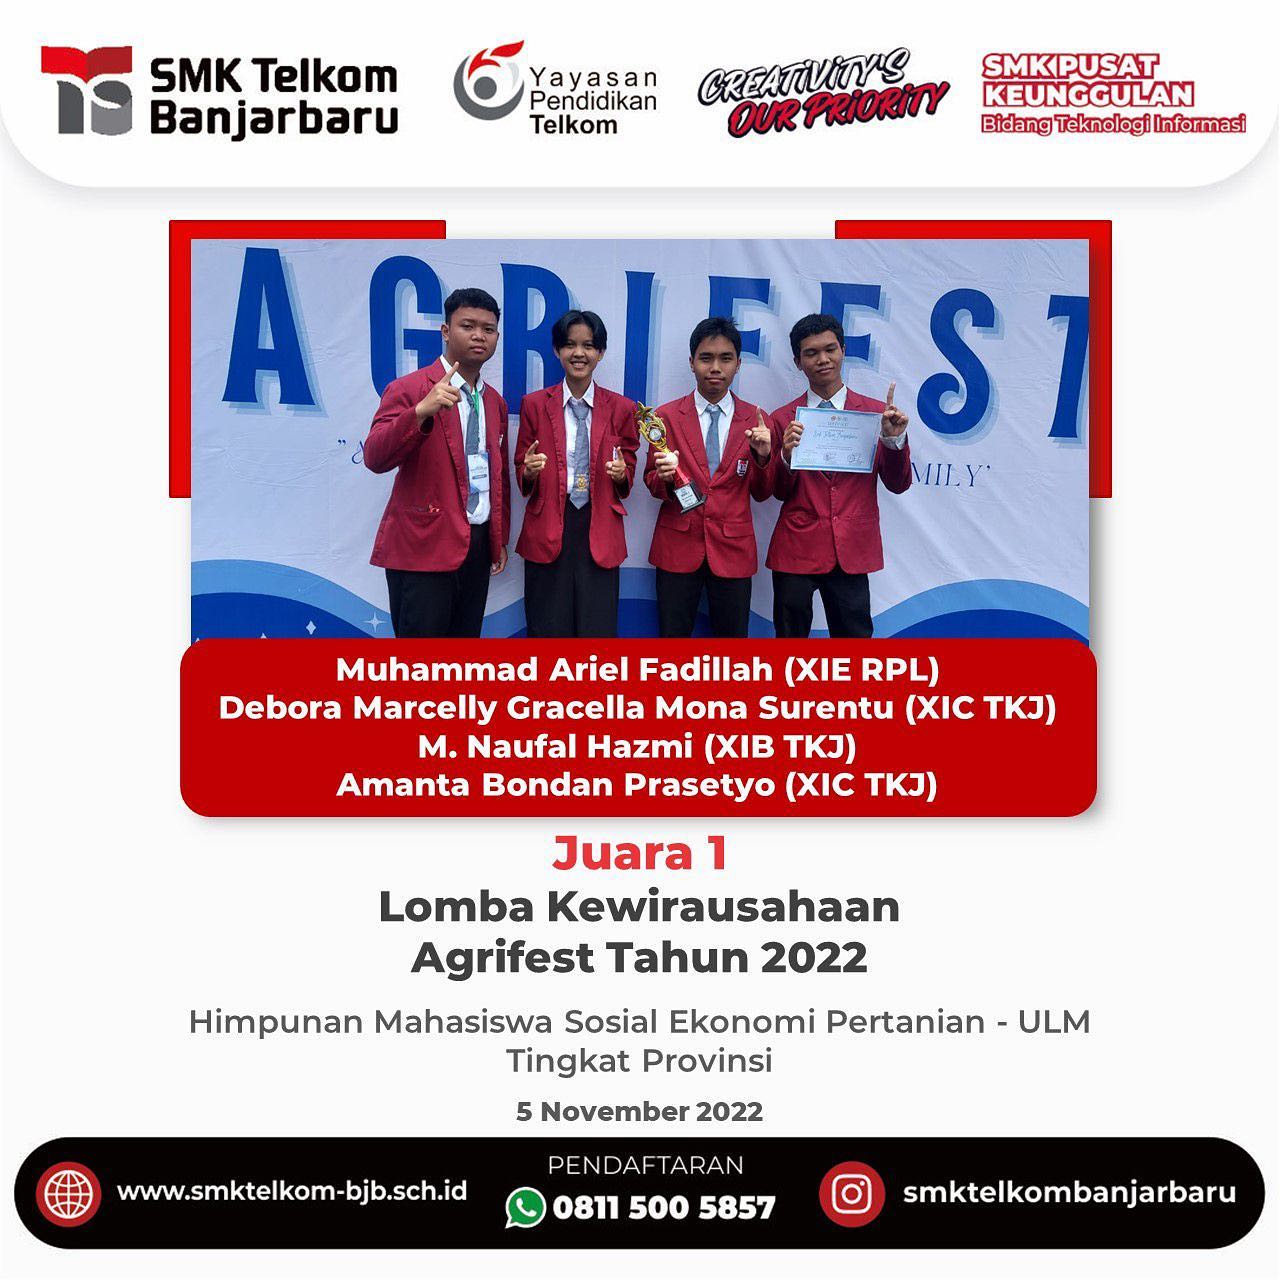 SMK Telkom
Banjarbaru
Yayasan
Pendidikan
Telkom
CREATIVITY'S
OUR PRIORITY
SMK PUSAT
KEUNGGULAN
Bidang Teknologi Informasi
AGRIFEST
MILY'
Muhammad Ariel Fadillah (XIE RPL)
Debora Marcelly Gracella Mona Surentu (XIC TKJ)
M. Naufal Hazmi (XIB TKJ)
Amanta Bondan Prasetyo (XIC TKJ)
Juara 1
Lomba Kewirausahaan
Agrifest Tahun 2022
Himpunan Mahasiswa Sosial Ekonomi Pertanian - ULM
Tingkat Provinsi
5 November 2022
PENDAFTARAN
www.smktelkom-bjb.sch.id
0811 500 5857
smktelkombanjarbaru